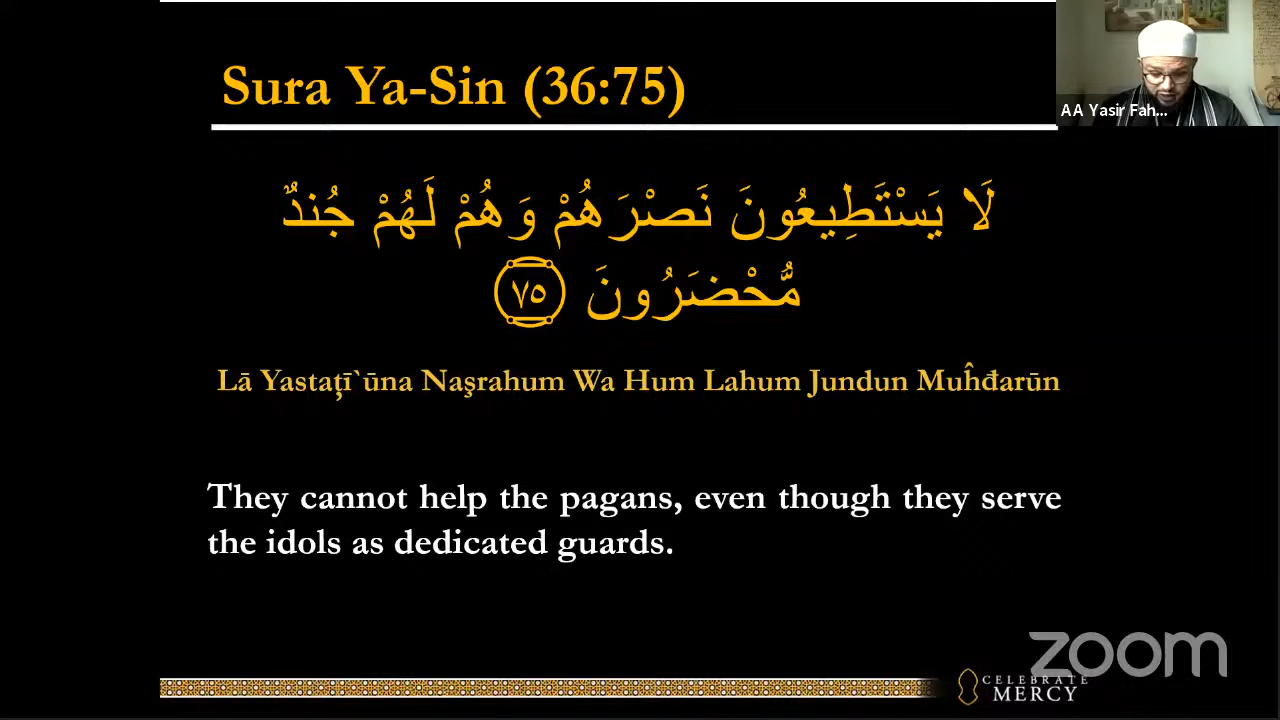 Sura Ya-Sin (36:75)
AA Yasir Fah...
لَا يَسْتَطِيعُونَ نَصْرَهُمْ وَهُمْ لَهُمْ جُندٌ
مُّحْضَرُونَ ۝٧٥
Lā Yastaţī`ūna Naşrahum Wa Hum Lahum Jundun Muĥđarūn
They cannot help the pagans, even though they serve
the idols as dedicated guards.
zoom
CELEBRATE
MERCY